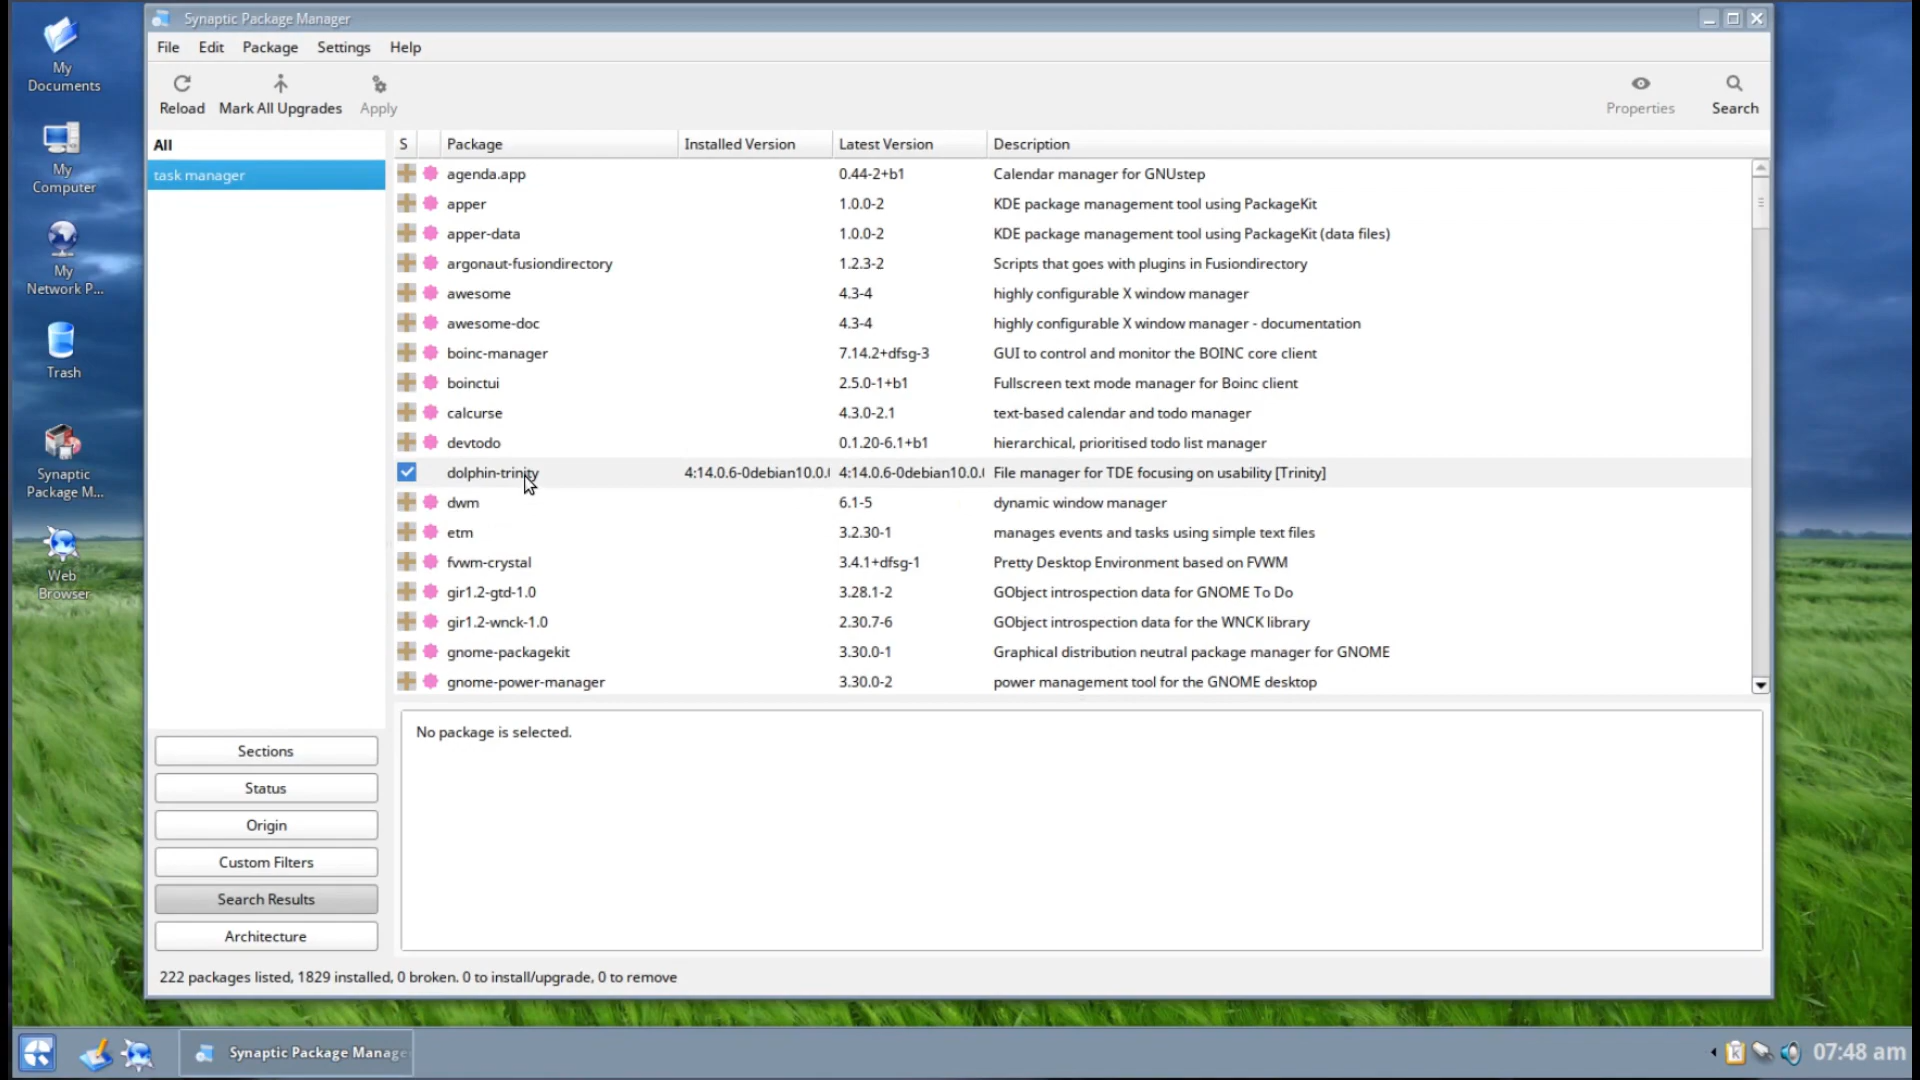 Synaptic Package Manager
File Edit Package Settings Help
Reload Mark All Upgrades Apply Properties Search
My
Documents
My
Computer
My
Network P...
Trash
Synaptic
Package M...
Web
Browser
All
task manager
S Package Installed Version Latest Version Description
agenda.app 0.44-2+b1 Calendar manager for GNUstep
apper 1.0.0-2 KDE package management tool using PackageKit
apper-data 1.0.0-2 KDE package management tool using PackageKit (data files)
argonaut-fusiondirectory 1.2.3-2 Scripts that goes with plugins in Fusiondirectory
awesome 4.3-4 highly configurable X window manager
awesome-doc 4.3-4 highly configurable X window manager - documentation
boinc-manager 7.14.2+dfsg-3 GUI to control and monitor the BOINC core client
boinctui 2.5.0-1+b1 Fullscreen text mode manager for Boinc client
calcurse 4.3.0-2.1 text-based calendar and todo manager
devtodo 0.1.20-6.1+b1 hierarchical, prioritised todo list manager
dolphin-trinity 4:14.0.6-0debian10.0.0 4:14.0.6-0debian10.0.0 File manager for TDE focusing on usability [Trinity]
dwm 6.1-5 dynamic window manager
etm 3.2.30-1 manages events and tasks using simple text files
fvwm-crystal 3.4.1+dfsg-1 Pretty Desktop Environment based on FVWM
gir1.2-gtd-1.0 3.28.1-2 GObject introspection data for GNOME To Do
gir1.2-wnck-1.0 2.30.7-6 GObject introspection data for the WNCK library
gnome-packagekit 3.30.0-1 Graphical distribution neutral package manager for GNOME
gnome-power-manager 3.30.0-2 power management tool for the GNOME desktop
No package is selected.
Sections
Status
Origin
Custom Filters
Search Results
Architecture
222 packages listed, 1829 installed, 0 broken. 0 to install/upgrade, 0 to remove
Synaptic Package Manage
07:48 am